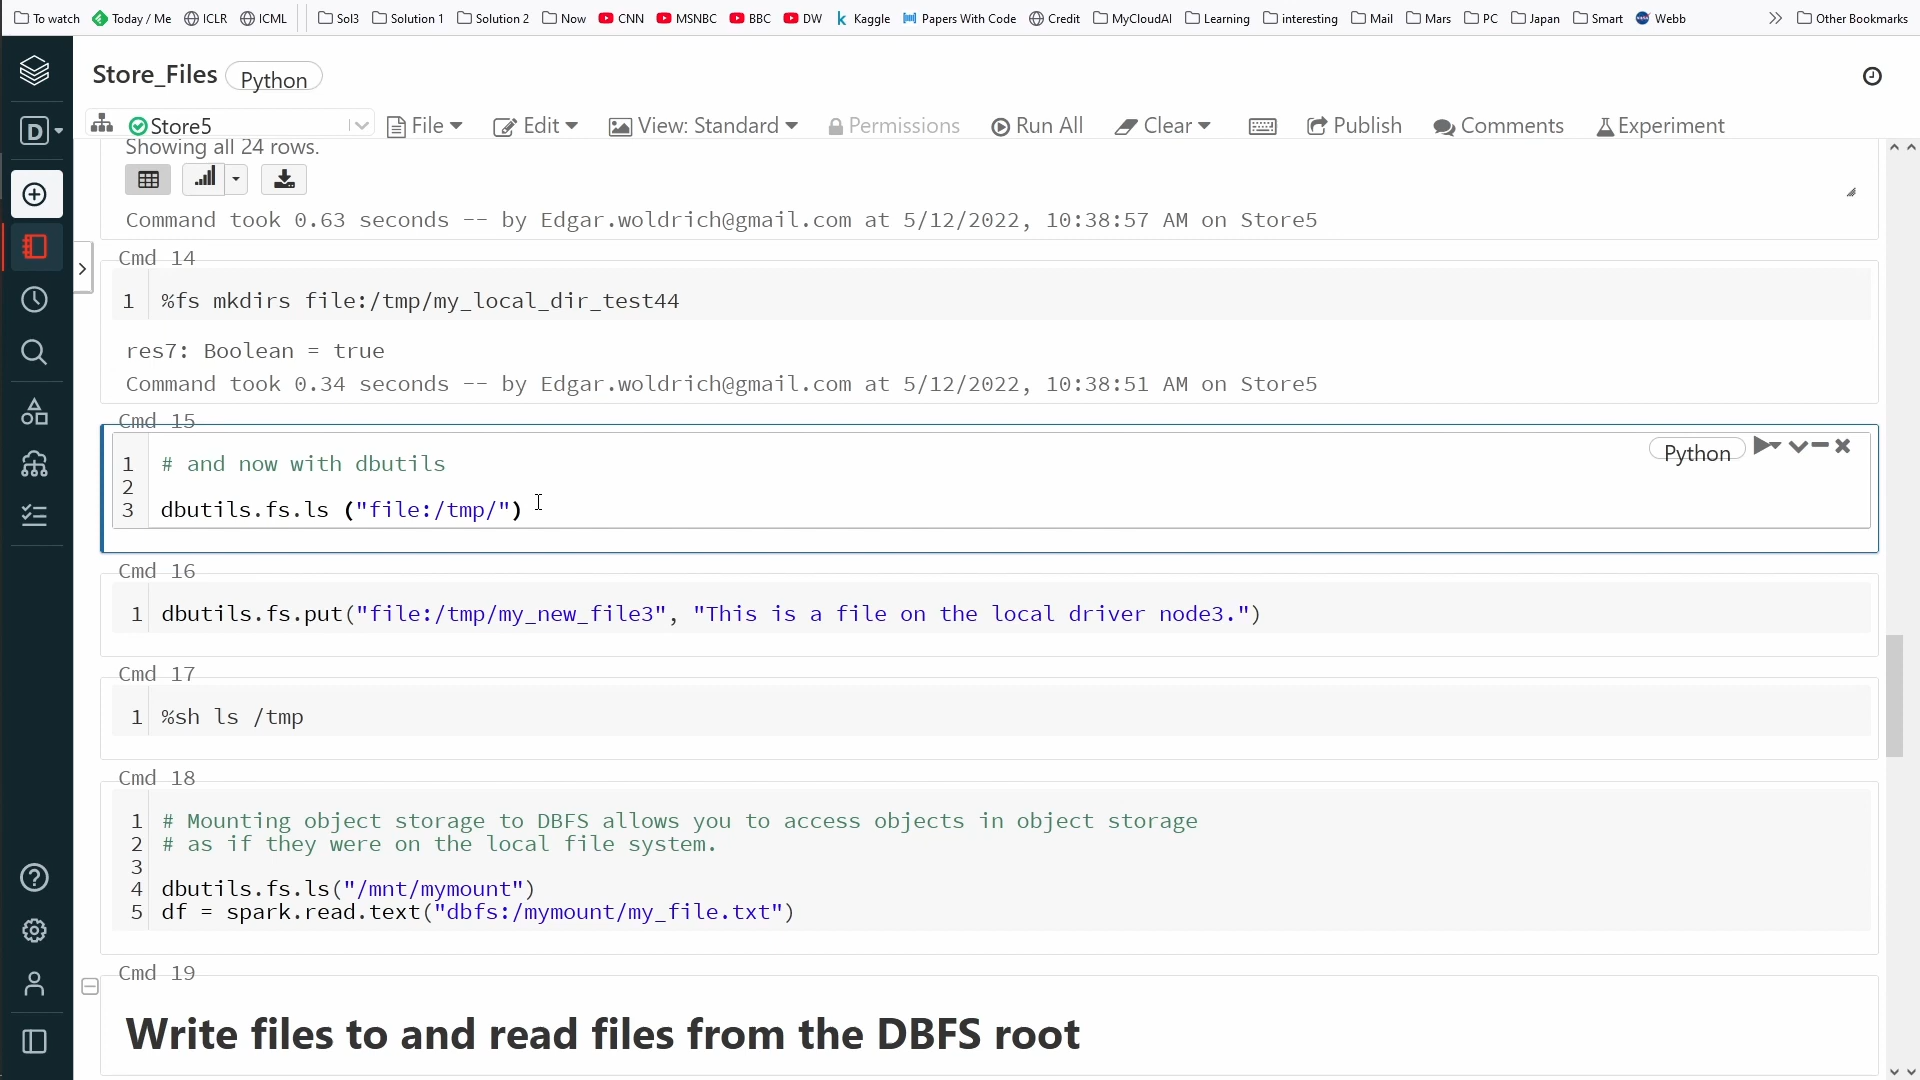 To watch Today / Me ICLR ICML Sol3 Solution 1 Solution 2 Now CNN MSNBC BBC DW Kaggle Papers With Code Credit MyCloudAI Learning interesting Mail Mars PC Japan Smart Webb Other Bookmarks
Store_Files Python
D
Store5 File Edit View: Standard Permissions Run All Clear Publish Comments Experiment
Showing all 24 rows.
Command took 0.63 seconds -- by Edgar.woldrich@gmail.com at 5/12/2022, 10:38:57 AM on Store5
Cmd 14
1 %fs mkdirs file:/tmp/my_local_dir_test44
res7: Boolean = true
Command took 0.34 seconds -- by Edgar.woldrich@gmail.com at 5/12/2022, 10:38:51 AM on Store5
Cmd 15
Python
1 # and now with dbutils
2
3 dbutils.fs.ls ("file:/tmp/")
Cmd 16
1 dbutils.fs.put("file:/tmp/my_new_file3", "This is a file on the local driver node3.")
Cmd 17
1 %sh ls /tmp
Cmd 18
1 # Mounting object storage to DBFS allows you to access objects in object storage
2 # as if they were on the local file system.
3
4 dbutils.fs.ls("/mnt/mymount")
5 df = spark.read.text("dbfs:/mymount/my_file.txt")
Cmd 19
Write files to and read files from the DBFS root